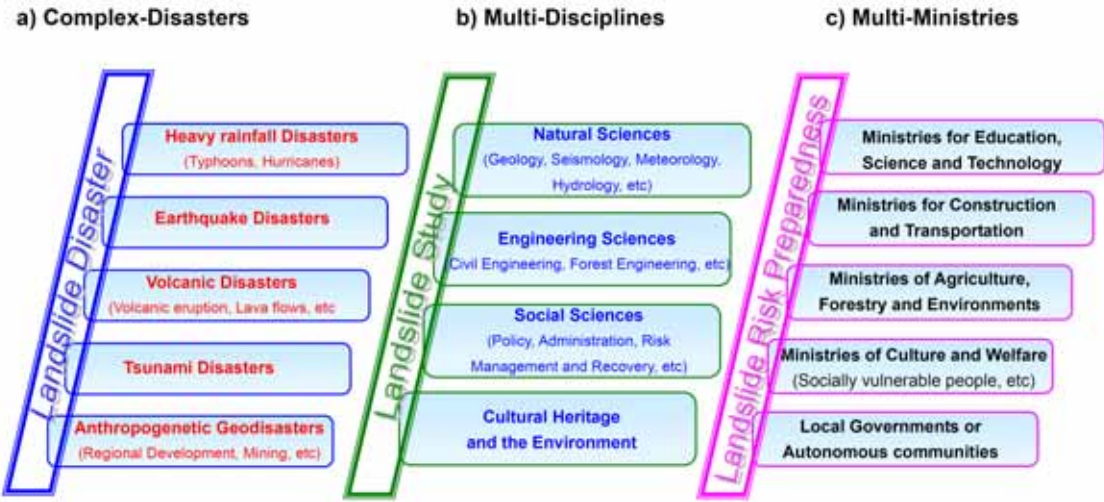 a) Complex-Disasters
Landslide Disaster
Heavy rainfall Disasters
(Typhoons, Hurricanes)
Earthquake Disasters
Volcanic Disasters
(Volcanic eruption, Lava flows, etc
Tsunami Disasters
Anthropogenetic Geodisasters
(Regional Development, Mining, etc)
b) Multi-Disciplines
Landslide Study
Natural Sciences
(Geology, Seismology, Meteorology,
Hydrology, etc)
Engineering Sciences
(Civil Engineering, Forest Engineering, etc)
Social Sciences
(Policy, Administration, Risk
Management and Recovery, etc)
Cultural Heritage
and the Environment
c) Multi-Ministries
Landslide Risk Preparedness
Ministries for Education,
Science and Technology
Ministries for Construction
and Transportation
Ministries of Agriculture,
Forestry and Environments
Ministries of Culture and Welfare
(Socially vulnerable people, etc)
Local Governments or
Autonomous communities